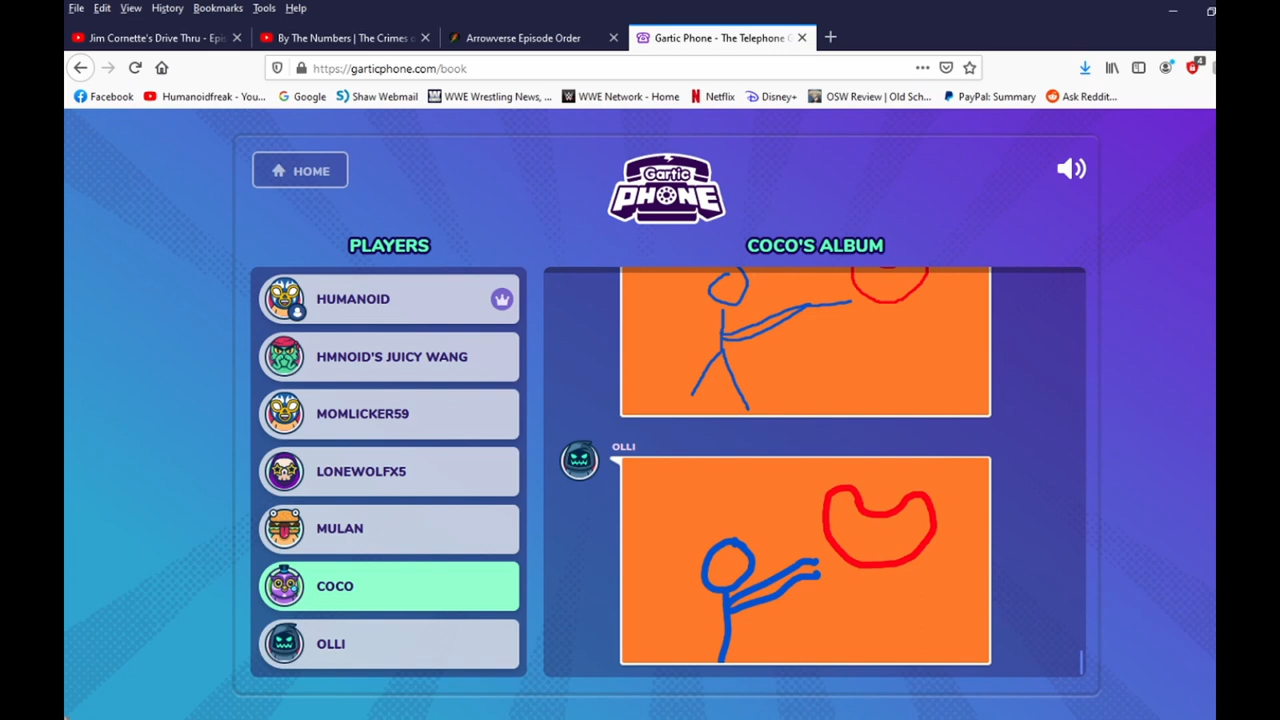 File Edit View History Bookmarks Tools Help
Jim Cornette's Drive Thru - Epis
By The Numbers | The Crimes o
Arrowverse Episode Order
Gartic Phone - The Telephone G
https://garticphone.com/book
4
Facebook
Humanoidfreak - You...
Google
Shaw Webmail
WWE Wrestling News, ...
WWE Network - Home
Netflix
Disney+
OSW Review | Old Sch...
PayPal: Summary
Ask Reddit...
HOME
Gartic
PHONE
PLAYERS
COCO'S ALBUM
HUMANOID
HMNOID'S JUICY WANG
MOMLICKER59
LONEWOLFX5
MULAN
COCO
OLLI
OLLI